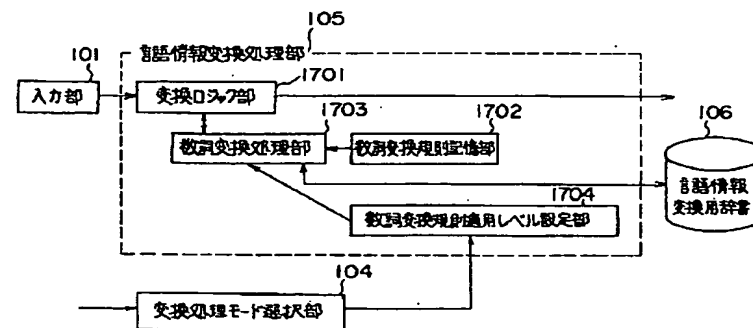 105
言語情報変換処理部
101
1701
入力部
変換ロジック部
1703
1702
106
数詞変換処理部
数詞変換規則記憶部
言語情報
変換用辞書
1704
数詞変換規則適用レベル設定部
104
変換処理モード選択部